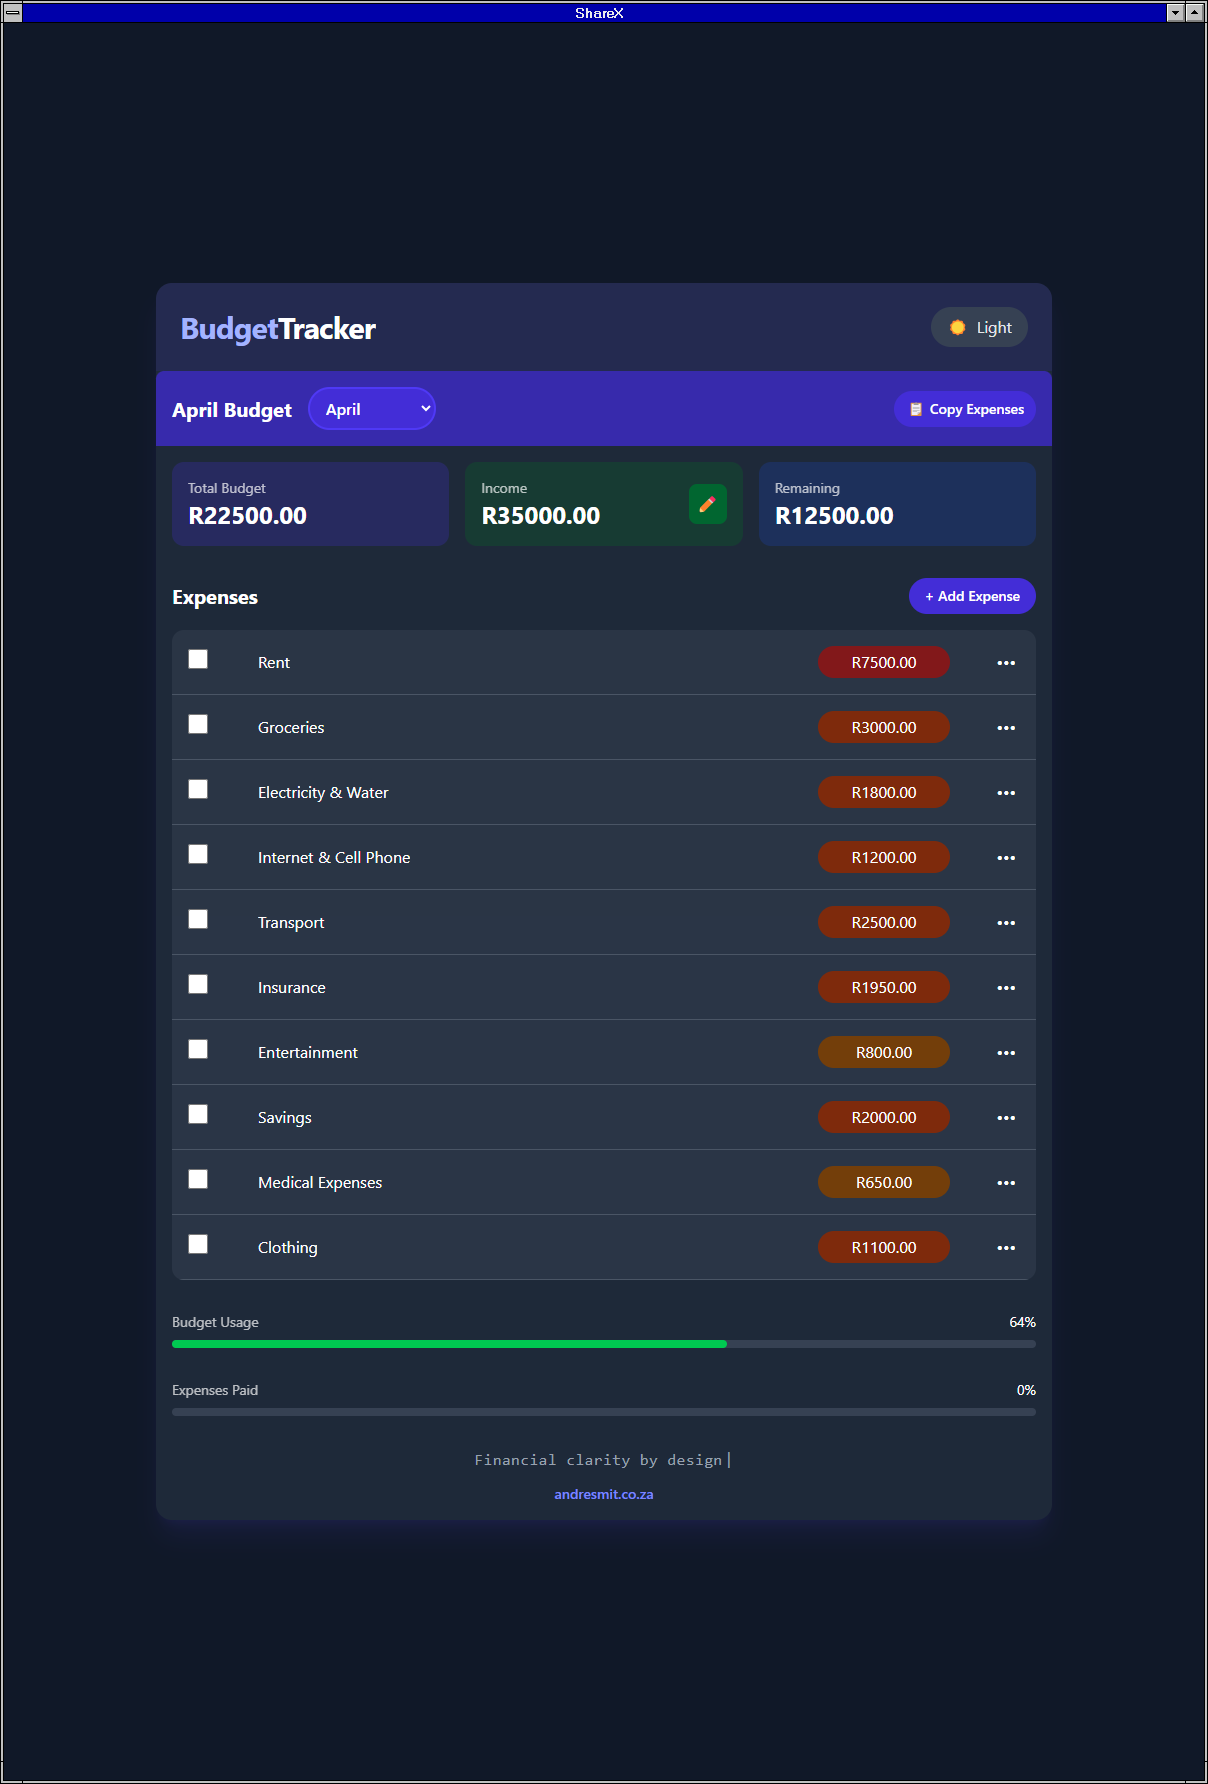 ShareX
BudgetTracker
Light
April Budget
April
Copy Expenses
Total Budget
R22500.00
Income
R35000.00
Remaining
R12500.00
Expenses
+ Add Expense
Rent R7500.00
Groceries R3000.00
Electricity & Water R1800.00
Internet & Cell Phone R1200.00
Transport R2500.00
Insurance R1950.00
Entertainment R800.00
Savings R2000.00
Medical Expenses R650.00
Clothing R1100.00
Budget Usage 64%
Expenses Paid 0%
Financial clarity by design|
andresmit.co.za